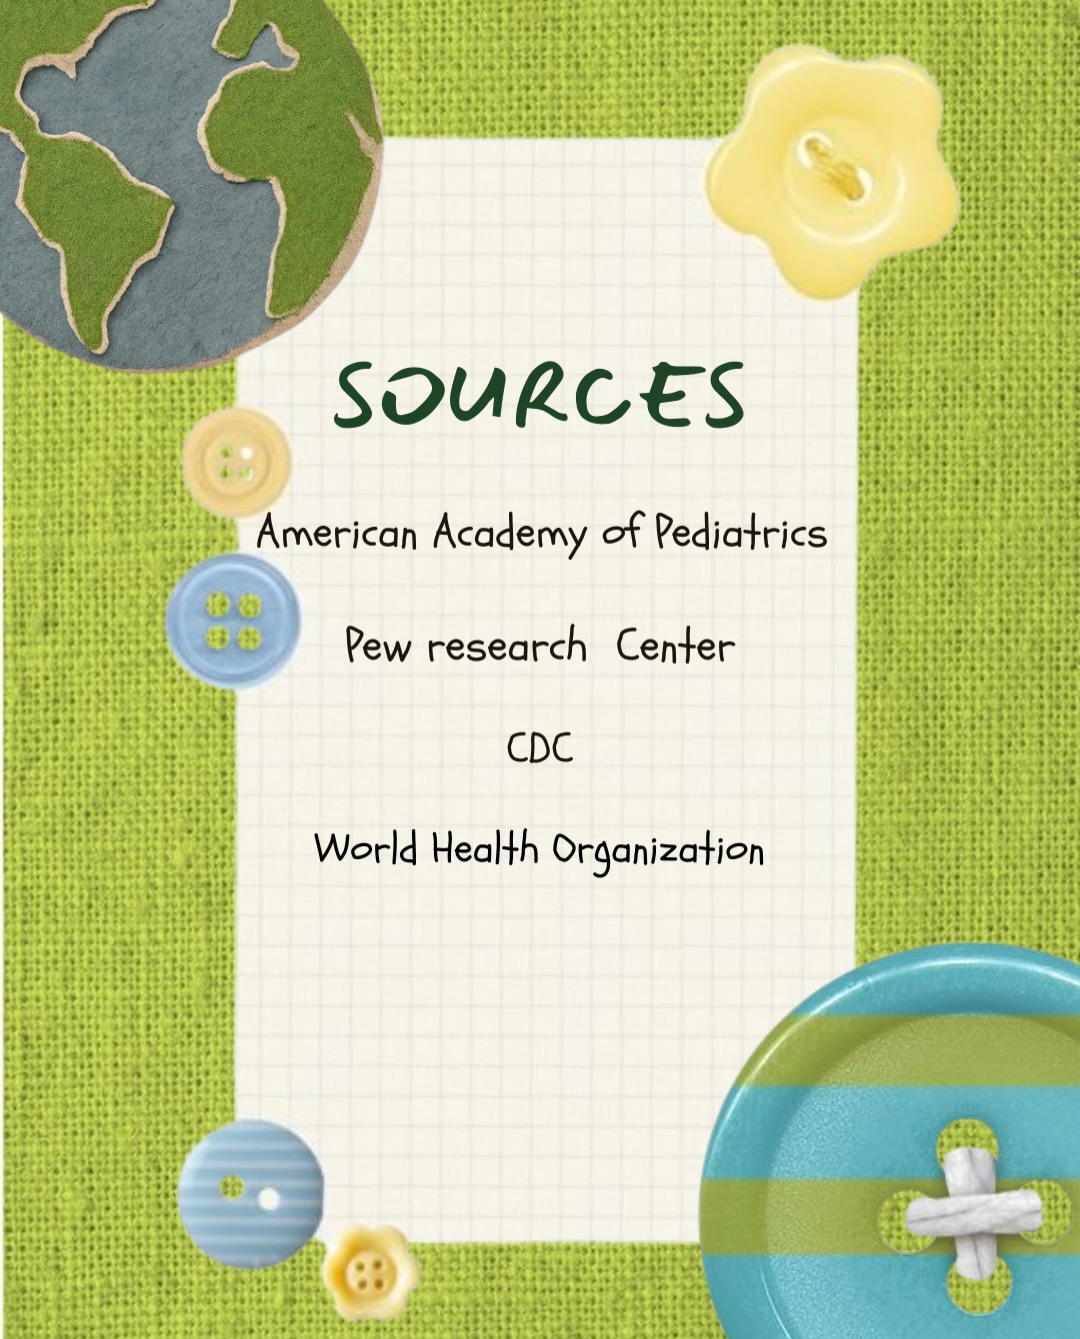 SOURCES
American Academy of Pediatrics
Pew research  Center
CDC
World Health Organization